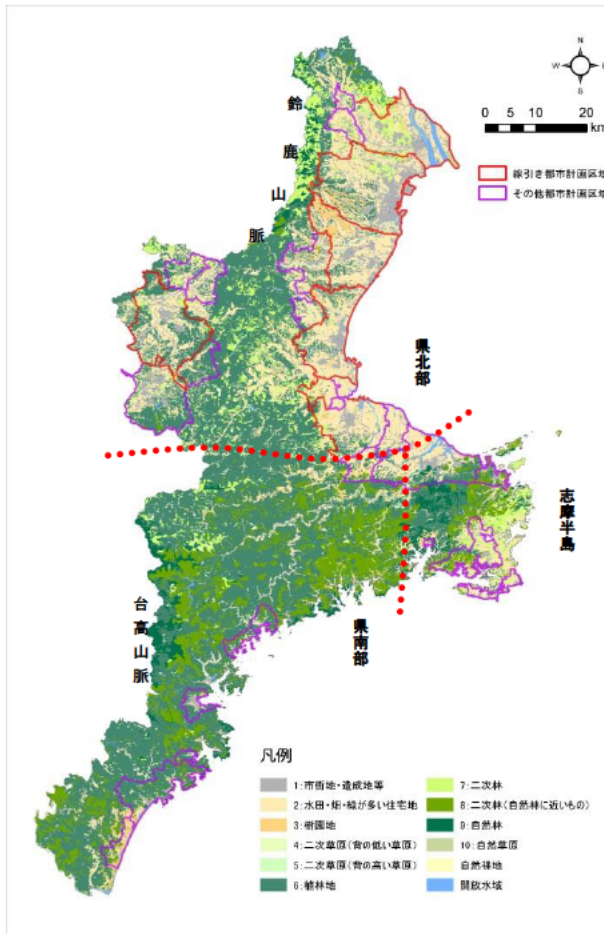 N
W
S
0 10 20
km
線引き都市計画区域
その他都市計画区域
鈴鹿山脈
県北部
志摩半島
台高山脈
県南部
凡例
1:市街地・造成地等
2:水田・畑・緑が多い住宅地
3:樹園地
4:二次草原(背の低い草原)
5:二次草原(背の高い草原)
6:植林地
7:二次林
8:二次林(自然林に近いもの)
9:自然林
10:自然草原
自然裸地
開放水域